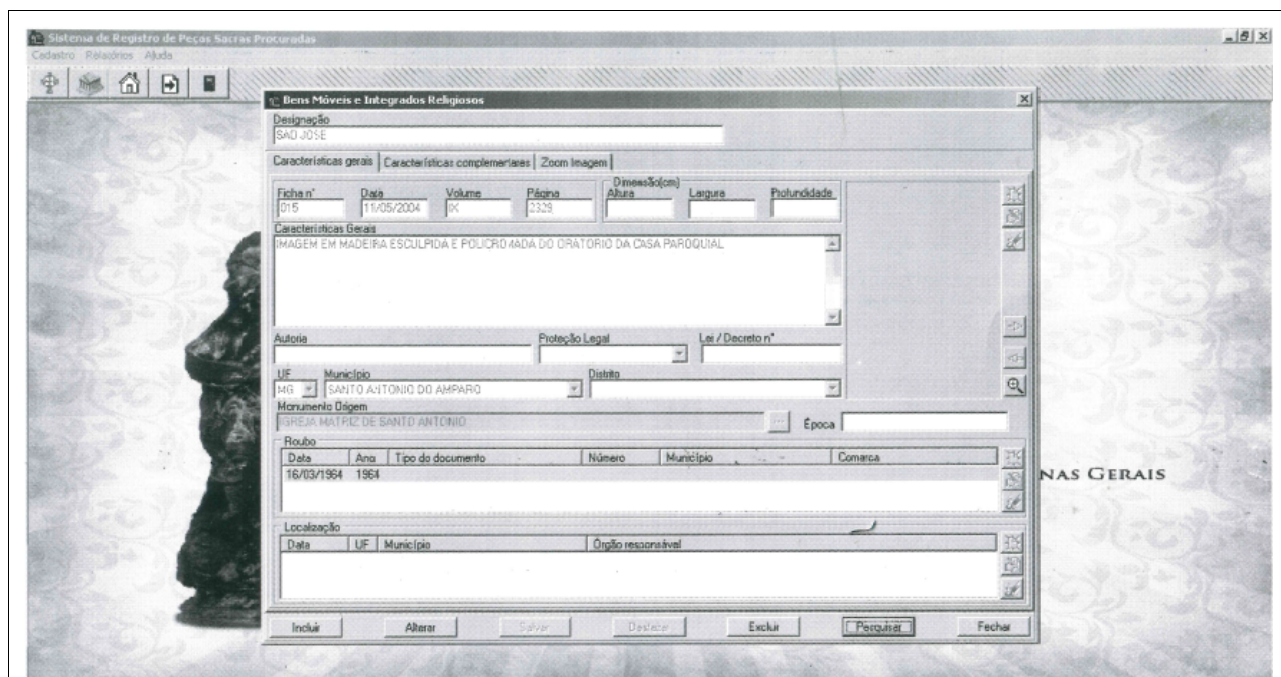 Sistema de Registro de Peças Sacras Procuradas
Cadastro Relatórios Ajuda
Bens Móveis e Integrados Religiosos
Designação
SAO JOSE
Características gerais Características complementares Zoom Imagem
Dimensão(cm)
Ficha n° Data Volume Página Altura Largura Profundidade
015 11/05/2004 IX 2329
Características Gerais
IMAGEM EM MADEIRA ESCULPIDA E POLICROMADA DO ORATORIO DA CASA PAROQUIAL
Autoria Proteção Legal Lei / Decreto n°
UF Município Distrito
MG SANTO ANTONIO DO AMPARO
Monumento Origem
IGREJA MATRIZ DE SANTO ANTONIO ... Época
Roubo
Data Ano Tipo do documento Número Município Comarca
16/03/1964 1964
NAS GERAIS
Localização
Data UF Município Órgão responsável
Incluir Alterar Salvar Desfazer Excluir Pesquisar Fechar